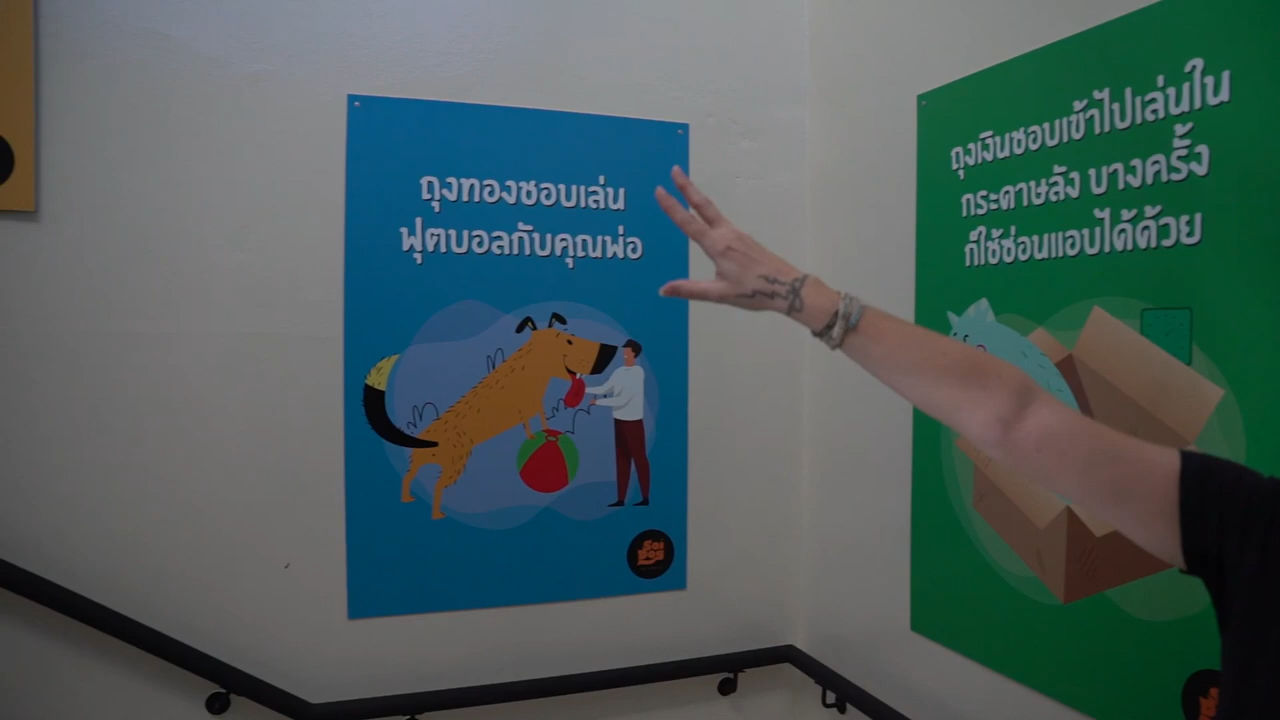 ถุงทองชอบเล่น
ฟุตบอลกับคุณพ่อ
Soi
Dog
ถุงเงินชอบเข้าไปเล่นใน
กระดาษลัง บางครั้ง
ก็ใช้ซ่อนแอบได้ด้วย